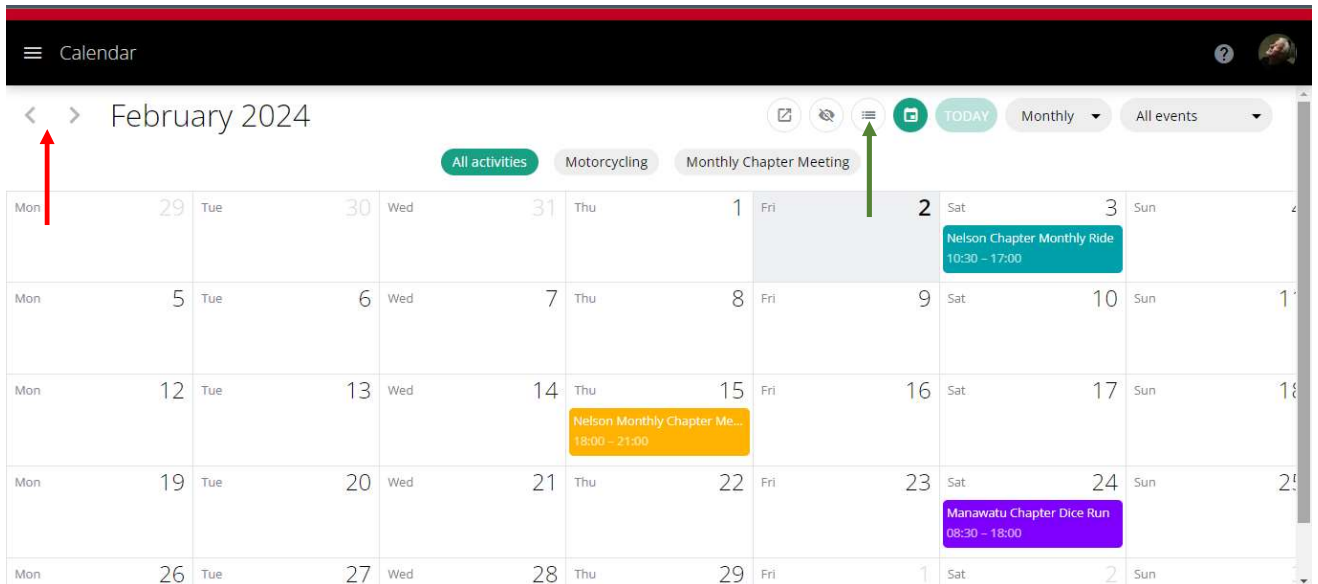 Calendar
February 2024
TODAY Monthly All events
All activities Motorcycling Monthly Chapter Meeting
Mon 29 Tue 30 Wed 31 Thu 1 Fri 2 Sat 3 Sun
Nelson Chapter Monthly Ride
10:30 – 17:00
Mon 5 Tue 6 Wed 7 Thu 8 Fri 9 Sat 10 Sun
Mon 12 Tue 13 Wed 14 Thu 15 Fri 16 Sat 17 Sun
Nelson Monthly Chapter Me...
18:00 – 21:00
Mon 19 Tue 20 Wed 21 Thu 22 Fri 23 Sat 24 Sun
Manawatu Chapter Dice Run
08:30 – 18:00
Mon 26 Tue 27 Wed 28 Thu 29 Fri 1 Sat 2 Sun